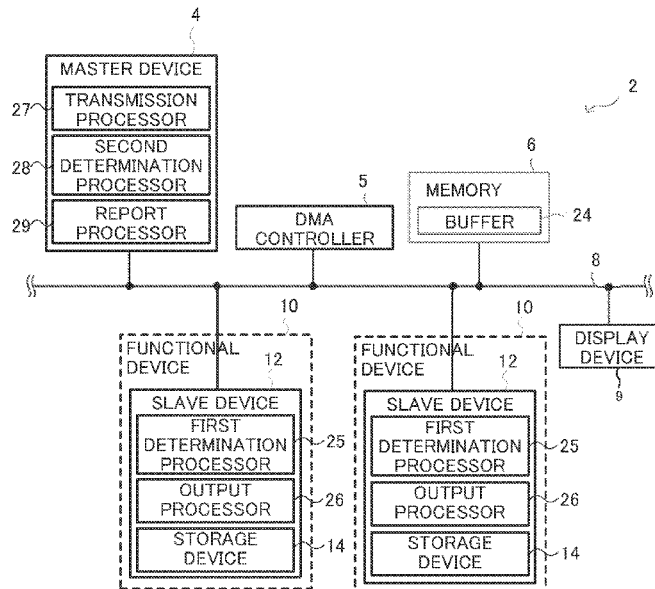 4
MASTER DEVICE
27
TRANSMISSION
PROCESSOR
28
SECOND
DETERMINATION
PROCESSOR
29
REPORT
PROCESSOR
2
5
DMA
CONTROLLER
6
MEMORY
BUFFER
24
8
10
FUNCTIONAL
DEVICE
12
SLAVE DEVICE
FIRST
DETERMINATION
PROCESSOR
25
OUTPUT
PROCESSOR
26
STORAGE
DEVICE
14
10
FUNCTIONAL
DEVICE
12
SLAVE DEVICE
FIRST
DETERMINATION
PROCESSOR
25
OUTPUT
PROCESSOR
26
STORAGE
DEVICE
14
DISPLAY
DEVICE
9